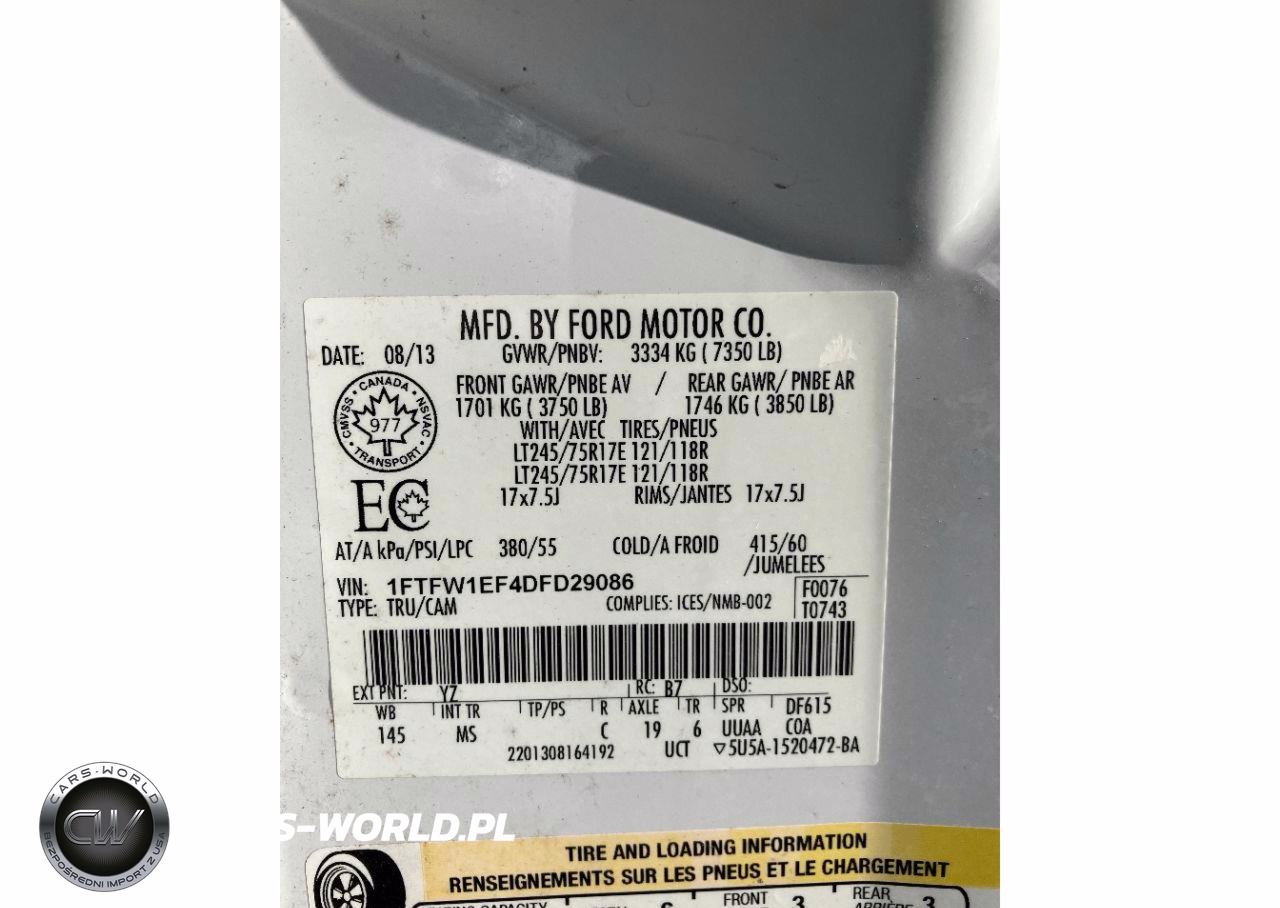 MFD. BY FORD MOTOR CO.
DATE: 08/13 GVWR/PNBV: 3334 KG ( 7350 LB)
FRONT GAWR/PNBE AV / REAR GAWR/ PNBE AR
1701 KG ( 3750 LB) 1746 KG ( 3850 LB)
WITH/AVEC TIRES/PNEUS
LT245/75R17E 121/118R
LT245/75R17E 121/118R
17x7.5J RIMS/JANTES 17x7.5J
CANADA
CMVSS NSVAC
977
TRANSPORT
EC
AT/A kPa/PSI/LPC 380/55 COLD/A FROID 415/60
/JUMELEES
VIN: 1FTFW1EF4DFD29086 F0076
TYPE: TRU/CAM COMPLIES: ICES/NMB-002 T0743
EXT PNT: YZ RC: B7 DSO:
WB INT TR TP/PS R AXLE TR SPR DF615
145 MS C 19 6 UUAA COA
2201308164192 UCT ▽5U5A-1520472-BA
S-WORLD.PL
CARS-WORLD
CW
BEZPOŚREDNI IMPORT Z USA
TIRE AND LOADING INFORMATION
RENSEIGNEMENTS SUR LES PNEUS ET LE CHARGEMENT
FRONT 3 REAR 3